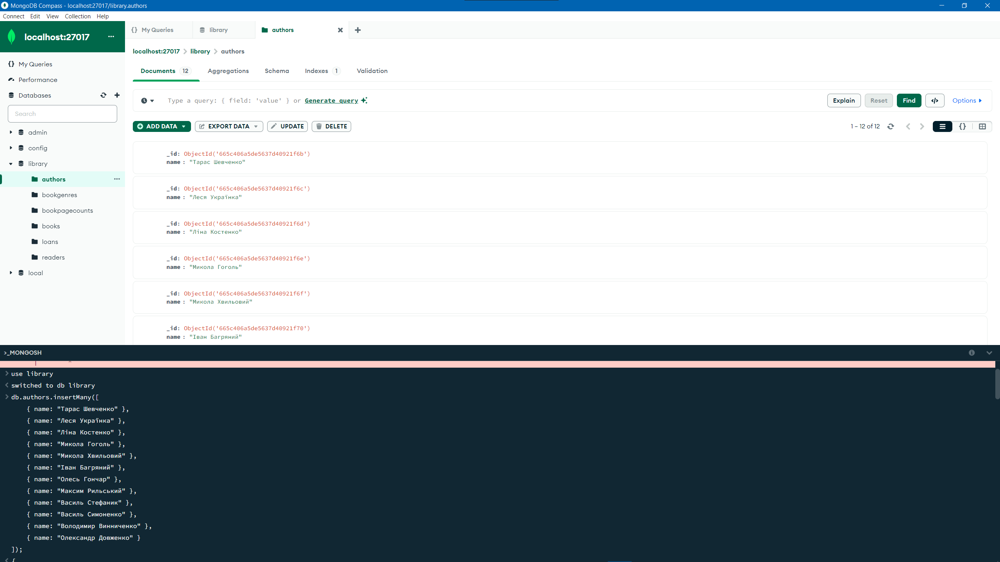 MongoDB Compass - localhost:27017/library.authors
Connect Edit View Collection Help
localhost:27017 ...
My Queries
Performance
Databases
Search
admin
config
library
authors ...
bookgenres
bookpagecounts
books
loans
readers
local
{} My Queries library authors
localhost:27017 > library > authors
Documents 12 Aggregations Schema Indexes 1 Validation
Type a query: { field: 'value' } or Generate query
Explain Reset Find </> Options
ADD DATA EXPORT DATA UPDATE DELETE
1 – 12 of 12 {}
_id: ObjectId('665c406a5de5637d40921f6b')
name : "Тарас Шевченко"
_id: ObjectId('665c406a5de5637d40921f6c')
name : "Леся Українка"
_id: ObjectId('665c406a5de5637d40921f6d')
name : "Ліна Костенко"
_id: ObjectId('665c406a5de5637d40921f6e')
name : "Микола Гоголь"
_id: ObjectId('665c406a5de5637d40921f6f')
name : "Микола Хвильовий"
_id: ObjectId('665c406a5de5637d40921f70')
name : "Іван Багряний"
>_MONGOSH
| ^
> use library
< switched to db library
> db.authors.insertMany([
{ name: "Тарас Шевченко" },
{ name: "Леся Українка" },
{ name: "Ліна Костенко" },
{ name: "Микола Гоголь" },
{ name: "Микола Хвильовий" },
{ name: "Іван Багряний" },
{ name: "Олесь Гончар" },
{ name: "Максим Рильський" },
{ name: "Василь Стефаник" },
{ name: "Василь Симоненко" },
{ name: "Володимир Винниченко" },
{ name: "Олександр Довженко" }
]);
< {